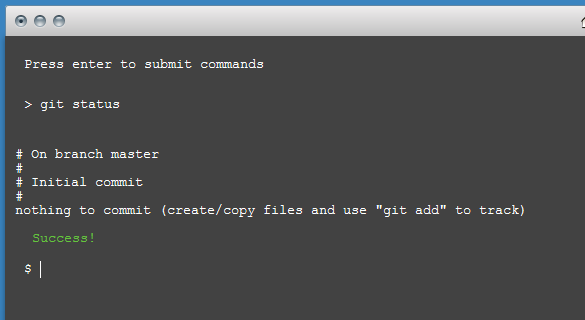 Press enter to submit commands
> git status
# On branch master
#
# Initial commit
#
nothing to commit (create/copy files and use "git add" to track)
Success!
$